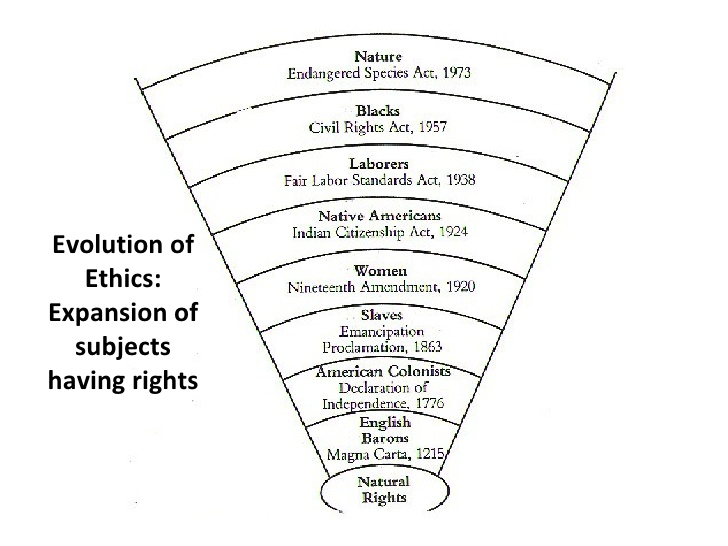 Nature
Endangered Species Act, 1973
Blacks
Civil Rights Act, 1957
Laborers
Fair Labor Standards Act, 1938
Native Americans
Indian Citizenship Act, 1924
Women
Nineteenth Amendment, 1920
Slaves
Emancipation
Proclamation, 1863
American Colonists
Declaration of
Independence, 1776
English
Barons
Magna Carta, 1215
Natural
Rights
Evolution of
Ethics:
Expansion of
subjects
having rights